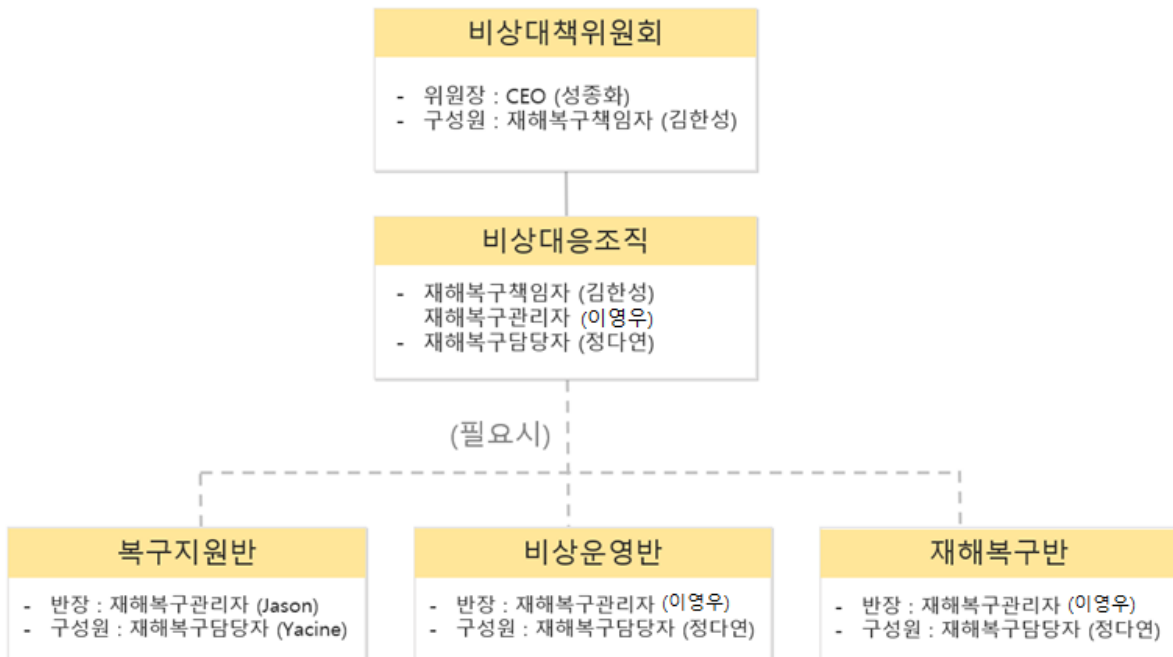 비상대책위원회
- 위원장 : CEO (성종화)
- 구성원 : 재해복구책임자 (김한성)
비상대응조직
- 재해복구책임자 (김한성)
재해복구관리자 (이영우)
- 재해복구담당자 (정다연)
(필요시)
복구지원반
- 반장 : 재해복구관리자 (Jason)
- 구성원 : 재해복구담당자 (Yacine)
비상운영반
- 반장 : 재해복구관리자 (이영우)
- 구성원 : 재해복구담당자 (정다연)
재해복구반
- 반장 : 재해복구관리자 (이영우)
- 구성원 : 재해복구담당자 (정다연)